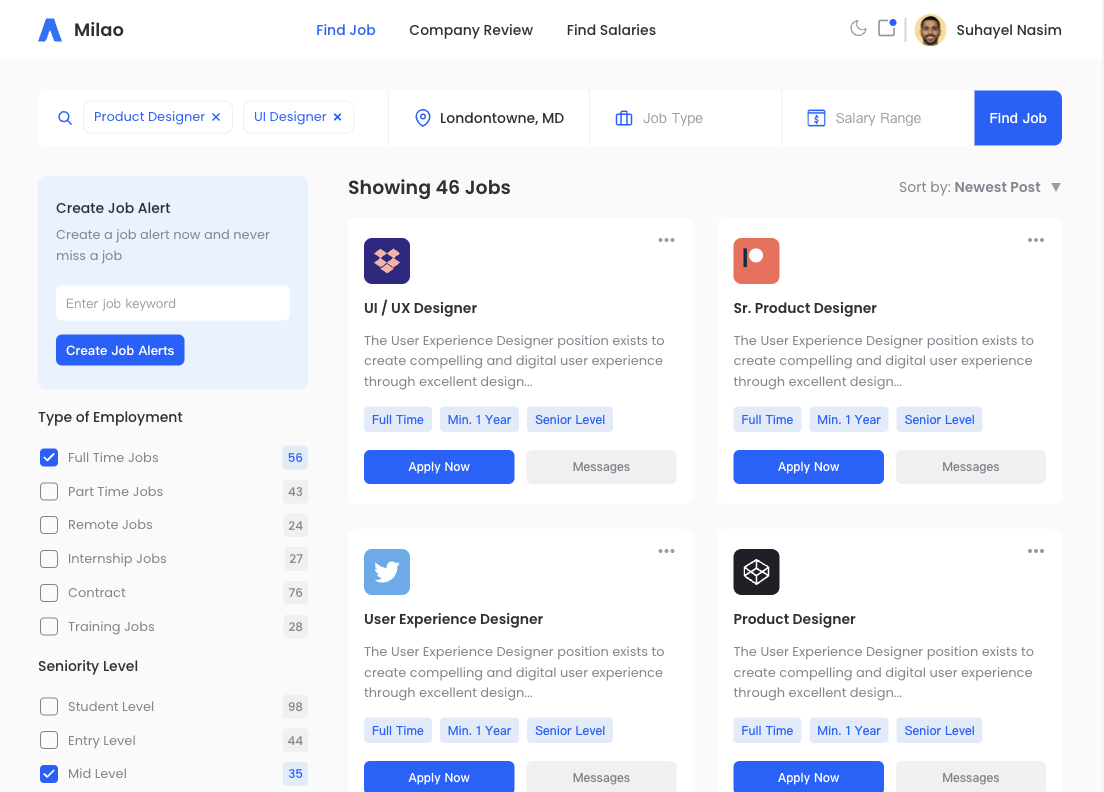 Milao
Find Job
Company Review
Find Salaries
Suhayel Nasim
Product Designer ×
UI Designer ×
Londontowne, MD
Job Type
$
Salary Range
Find Job
Create Job Alert
Create a job alert now and never
miss a job
Enter job keyword
Create Job Alerts
Type of Employment
Full Time Jobs 56
Part Time Jobs 43
Remote Jobs 24
Internship Jobs 27
Contract 76
Training Jobs 28
Seniority Level
Student Level 98
Entry Level 44
Mid Level 35
Showing 46 Jobs
Sort by: Newest Post ▼
UI / UX Designer
The User Experience Designer position exists to
create compelling and digital user experience
through excellent design...
Full Time Min. 1 Year Senior Level
Apply Now Messages
Sr. Product Designer
The User Experience Designer position exists to
create compelling and digital user experience
through excellent design...
Full Time Min. 1 Year Senior Level
Apply Now Messages
User Experience Designer
The User Experience Designer position exists to
create compelling and digital user experience
through excellent design...
Full Time Min. 1 Year Senior Level
Apply Now Messages
Product Designer
The User Experience Designer position exists to
create compelling and digital user experience
through excellent design...
Full Time Min. 1 Year Senior Level
Apply Now Messages